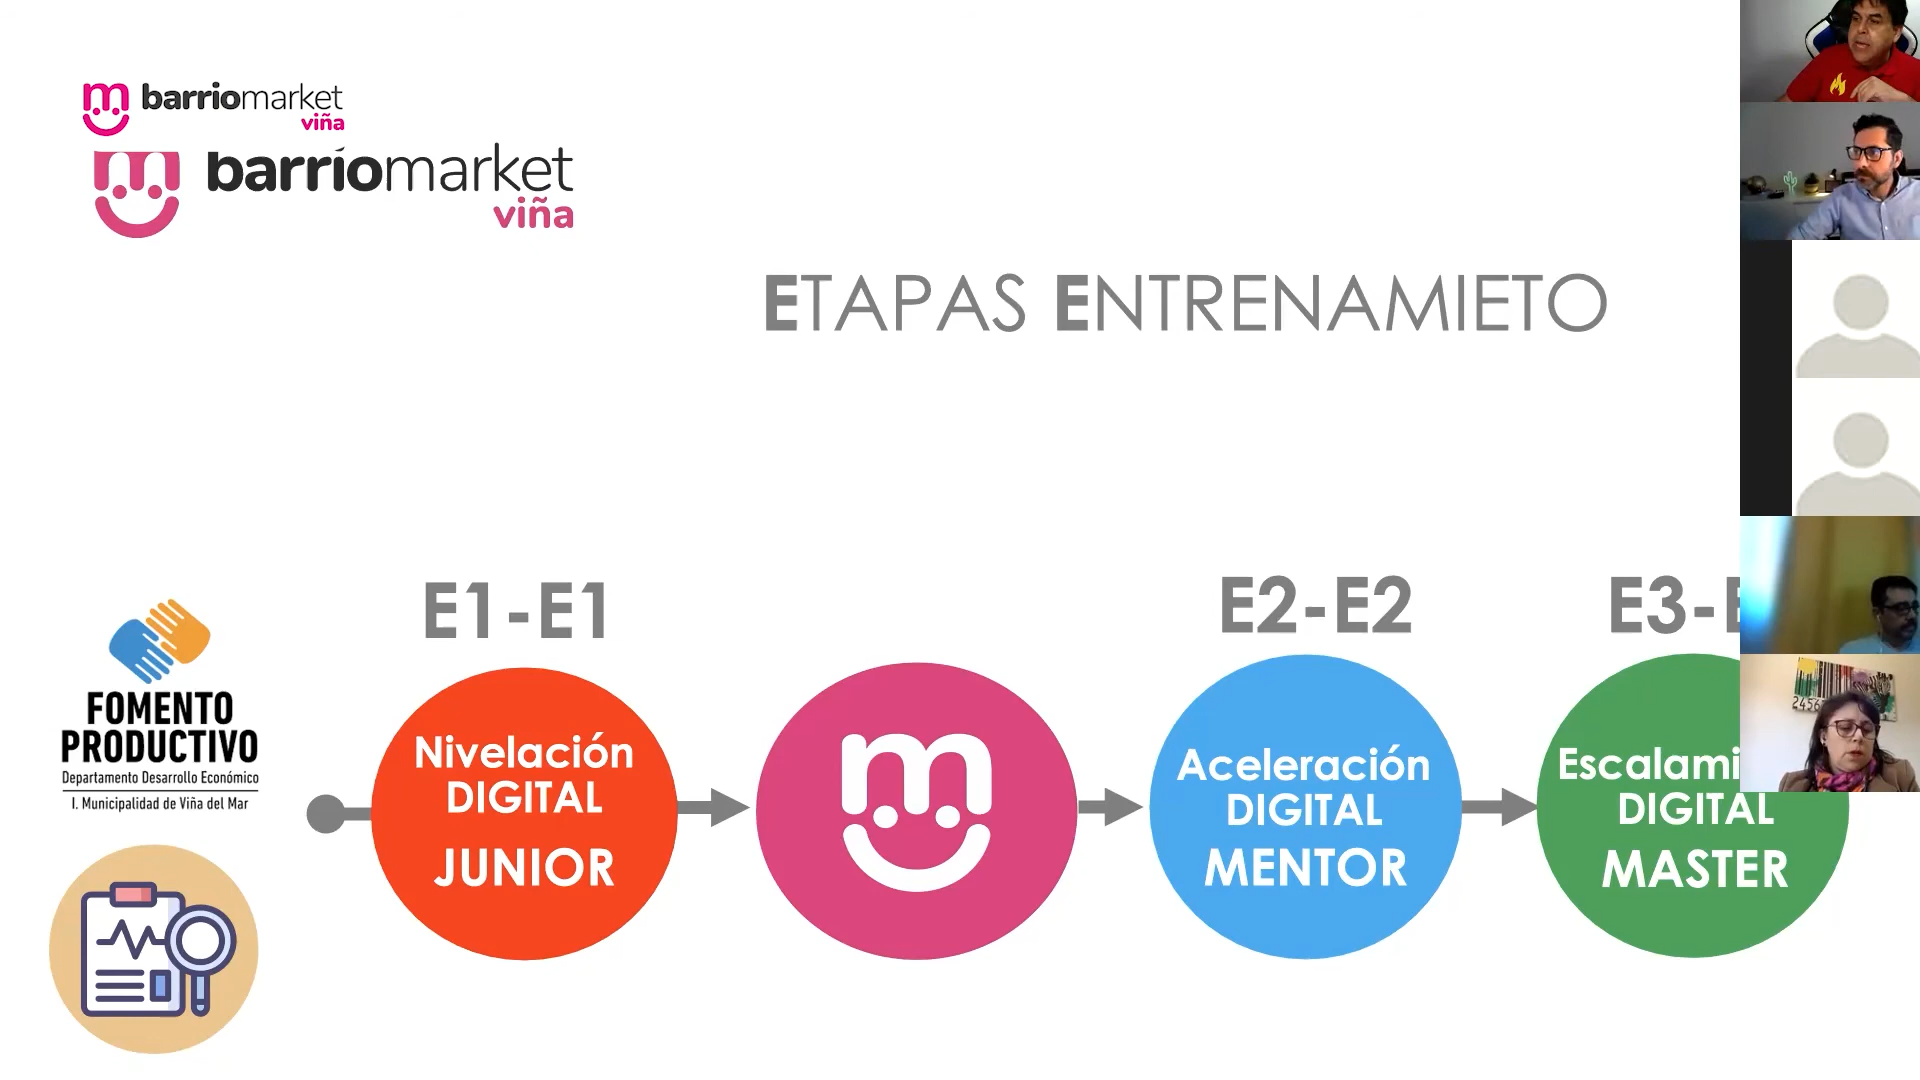 barriomarket
viña
barriomarket
viña
ETAPAS ENTRENAMIETO
E1-E1
E2-E2
E3-E
FOMENTO
PRODUCTIVO
Departamento Desarrollo Económico
I. Municipalidad de Viña del Mar
Nivelación
DIGITAL
JUNIOR
m
Aceleración
DIGITAL
MENTOR
Escalami
DIGITAL
MASTER